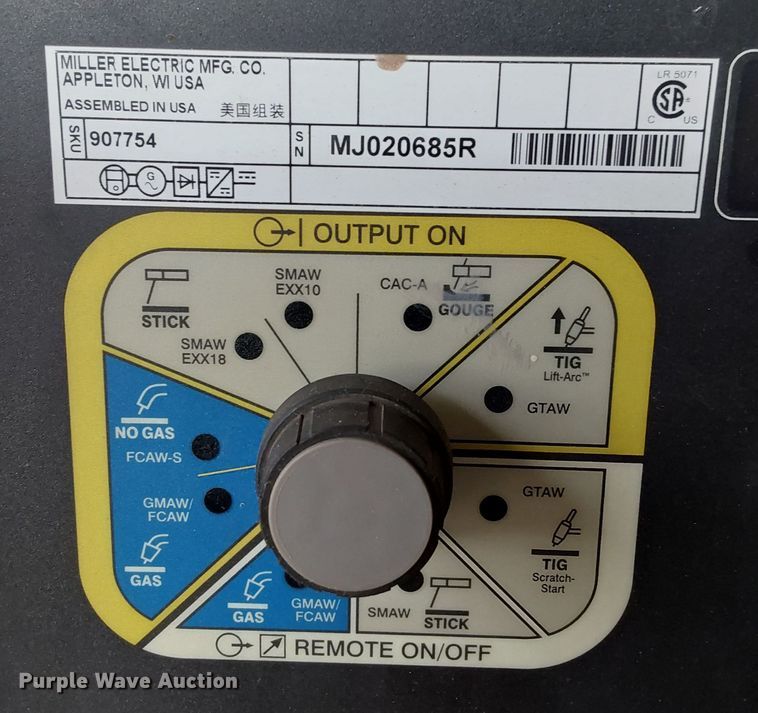 MILLER ELECTRIC MFG. CO.
APPLETON, WI USA
ASSEMBLED IN USA 美国组装
LR 5071
CSA
C US
SKU 907754
SN MJ020685R
G
OUTPUT ON
STICK
SMAW
EXX10
SMAW
EXX18
CAC-A
GOUGE
TIG
Lift-Arc™
GTAW
NO GAS
FCAW-S
GMAW/
FCAW
GAS
GTAW
TIG
Scratch-
Start
GAS
GMAW/
FCAW
SMAW
STICK
REMOTE ON/OFF
Purple Wave Auction